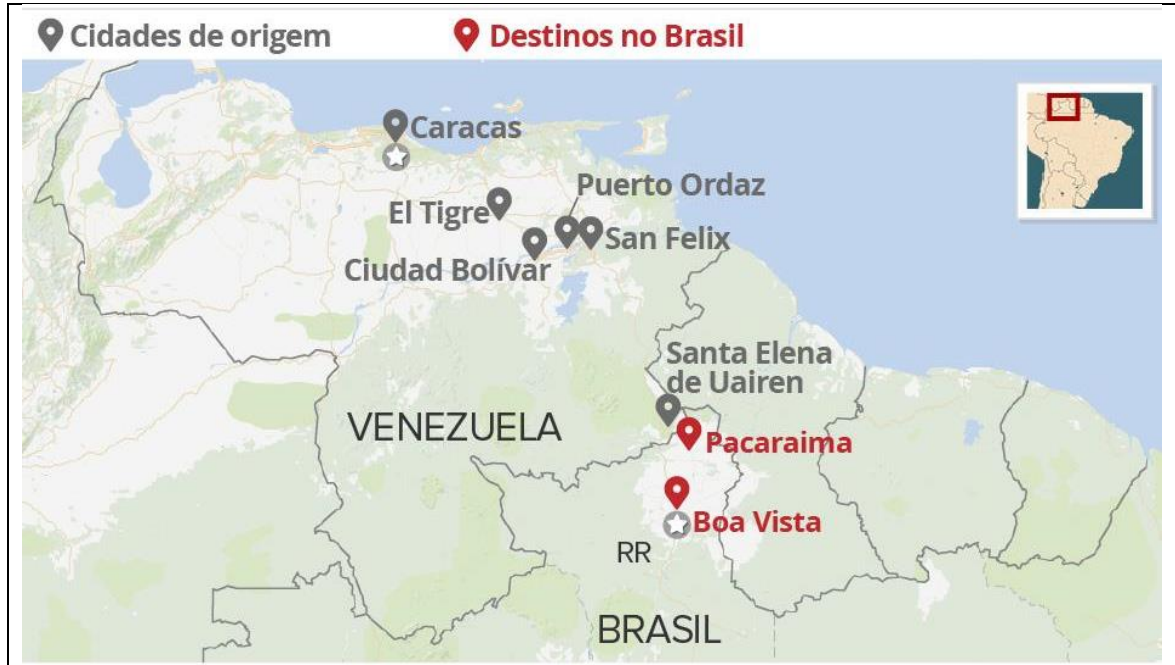 Cidades de origem
Destinos no Brasil
Caracas
Puerto Ordaz
El Tigre
San Felix
Ciudad Bolívar
Santa Elena
de Uairen
VENEZUELA
Pacaraima
Boa Vista
RR
BRASIL